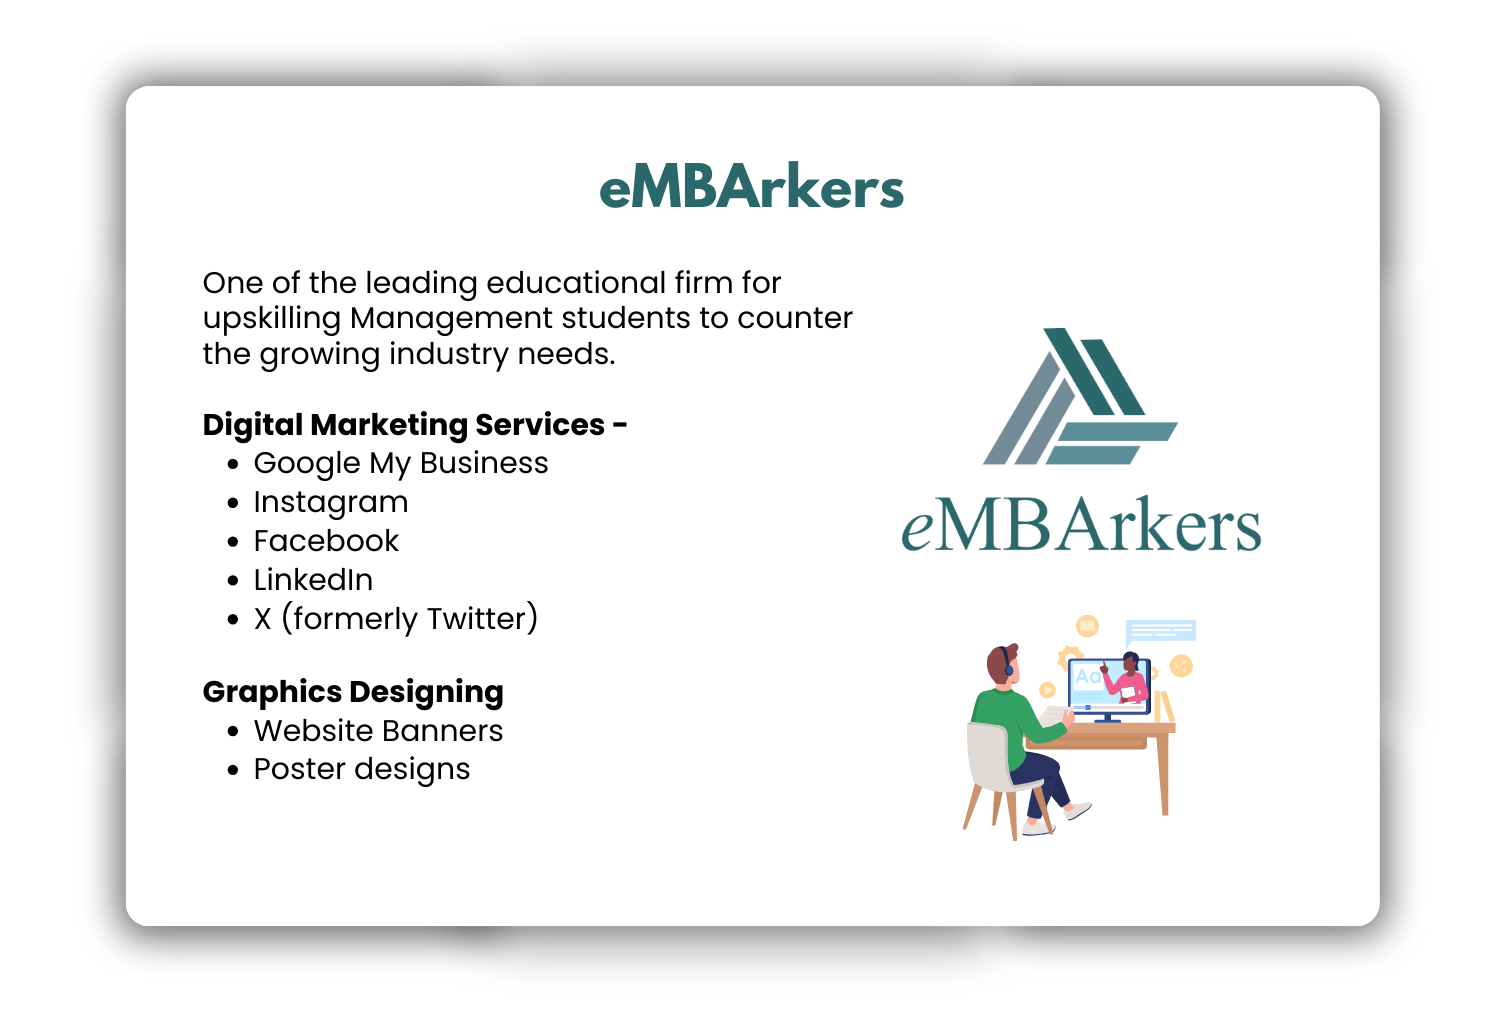 eMBArkers
One of the leading educational firm for
upskilling Management students to counter
the growing industry needs.
Digital Marketing Services -
• Google My Business
• Instagram
• Facebook
• LinkedIn
• X (formerly Twitter)
Graphics Designing
• Website Banners
• Poster designs
eMBArkers
Aa